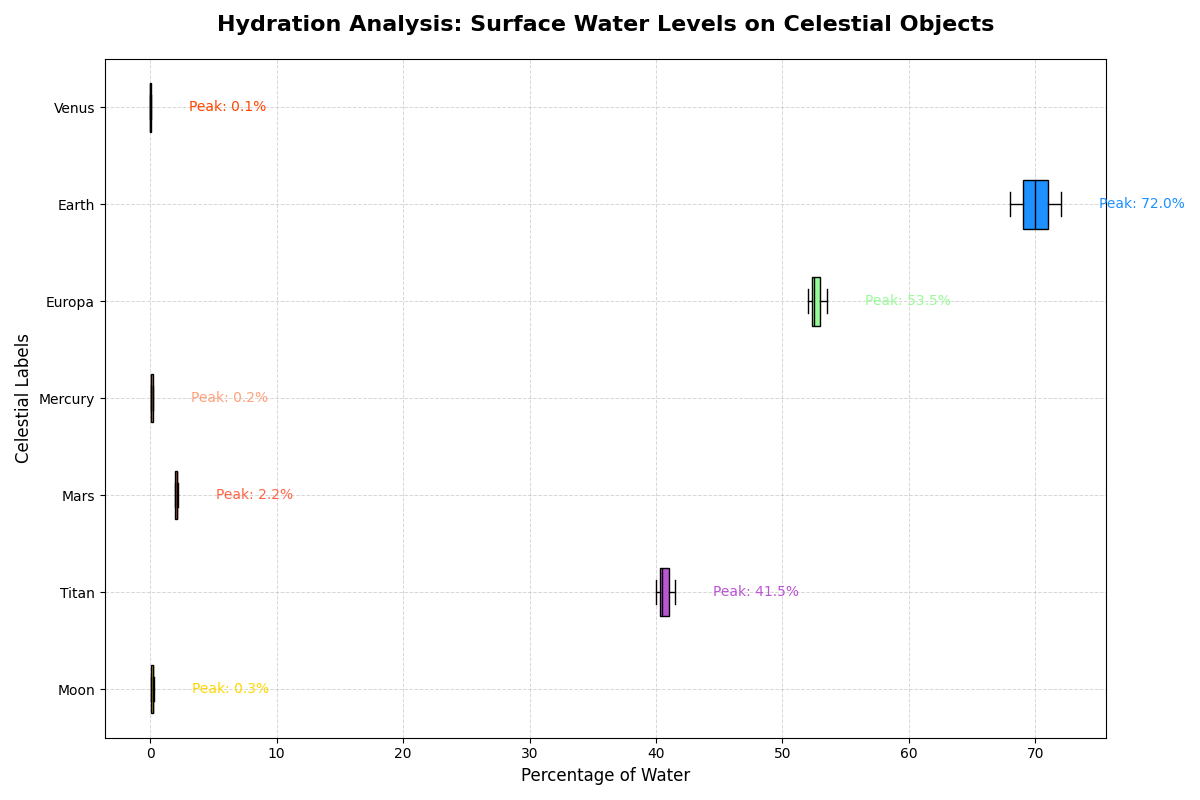 Hydration Analysis: Surface Water Levels on Celestial Objects
Celestial Labels
Venus
Peak: 0.1%
Earth
Peak: 72.0%
Europa
Peak: 53.5%
Mercury
Peak: 0.2%
Mars
Peak: 2.2%
Titan
Peak: 41.5%
Moon
Peak: 0.3%
0 10 20 30 40 50 60 70
Percentage of Water